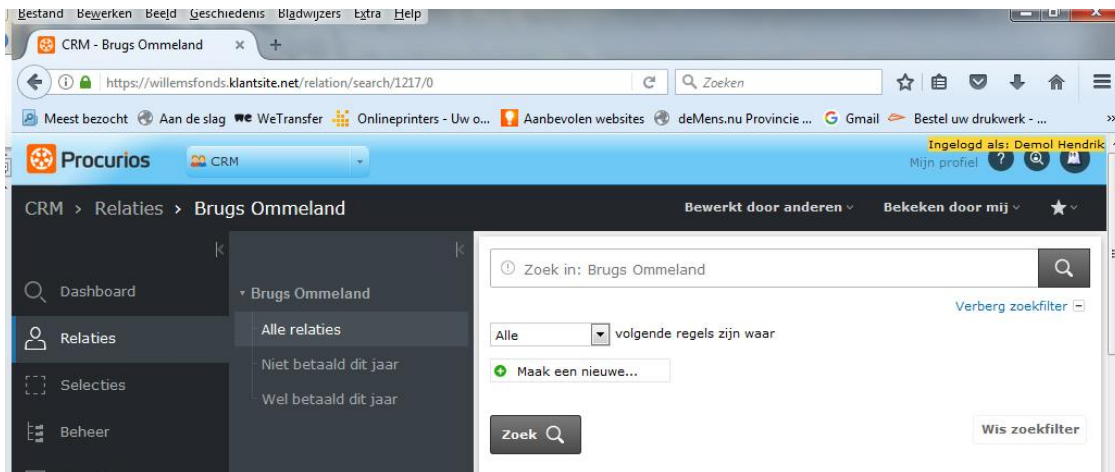 Bestand Bewerken Beeld Geschiedenis Bladwijzers Extra Help
CRM - Brugs Ommeland
https://willemsfonds.klantsite.net/relation/search/1217/0
Zoeken
Meest bezocht Aan de slag we WeTransfer Onlineprinters - Uw o... Aanbevolen websites deMens.nu Provincie ... Gmail Bestel uw drukwerk - ...
Procurios CRM
Ingelogd als: Demol Hendrik
Mijn profiel
CRM > Relaties > Brugs Ommeland
Bewerkt door anderen Bekeken door mij
Dashboard
Relaties
Selecties
Beheer
Brugs Ommeland
Alle relaties
Niet betaald dit jaar
Wel betaald dit jaar
Zoek in: Brugs Ommeland
Verberg zoekfilter
Alle volgende regels zijn waar
Maak een nieuwe...
Zoek
Wis zoekfilter